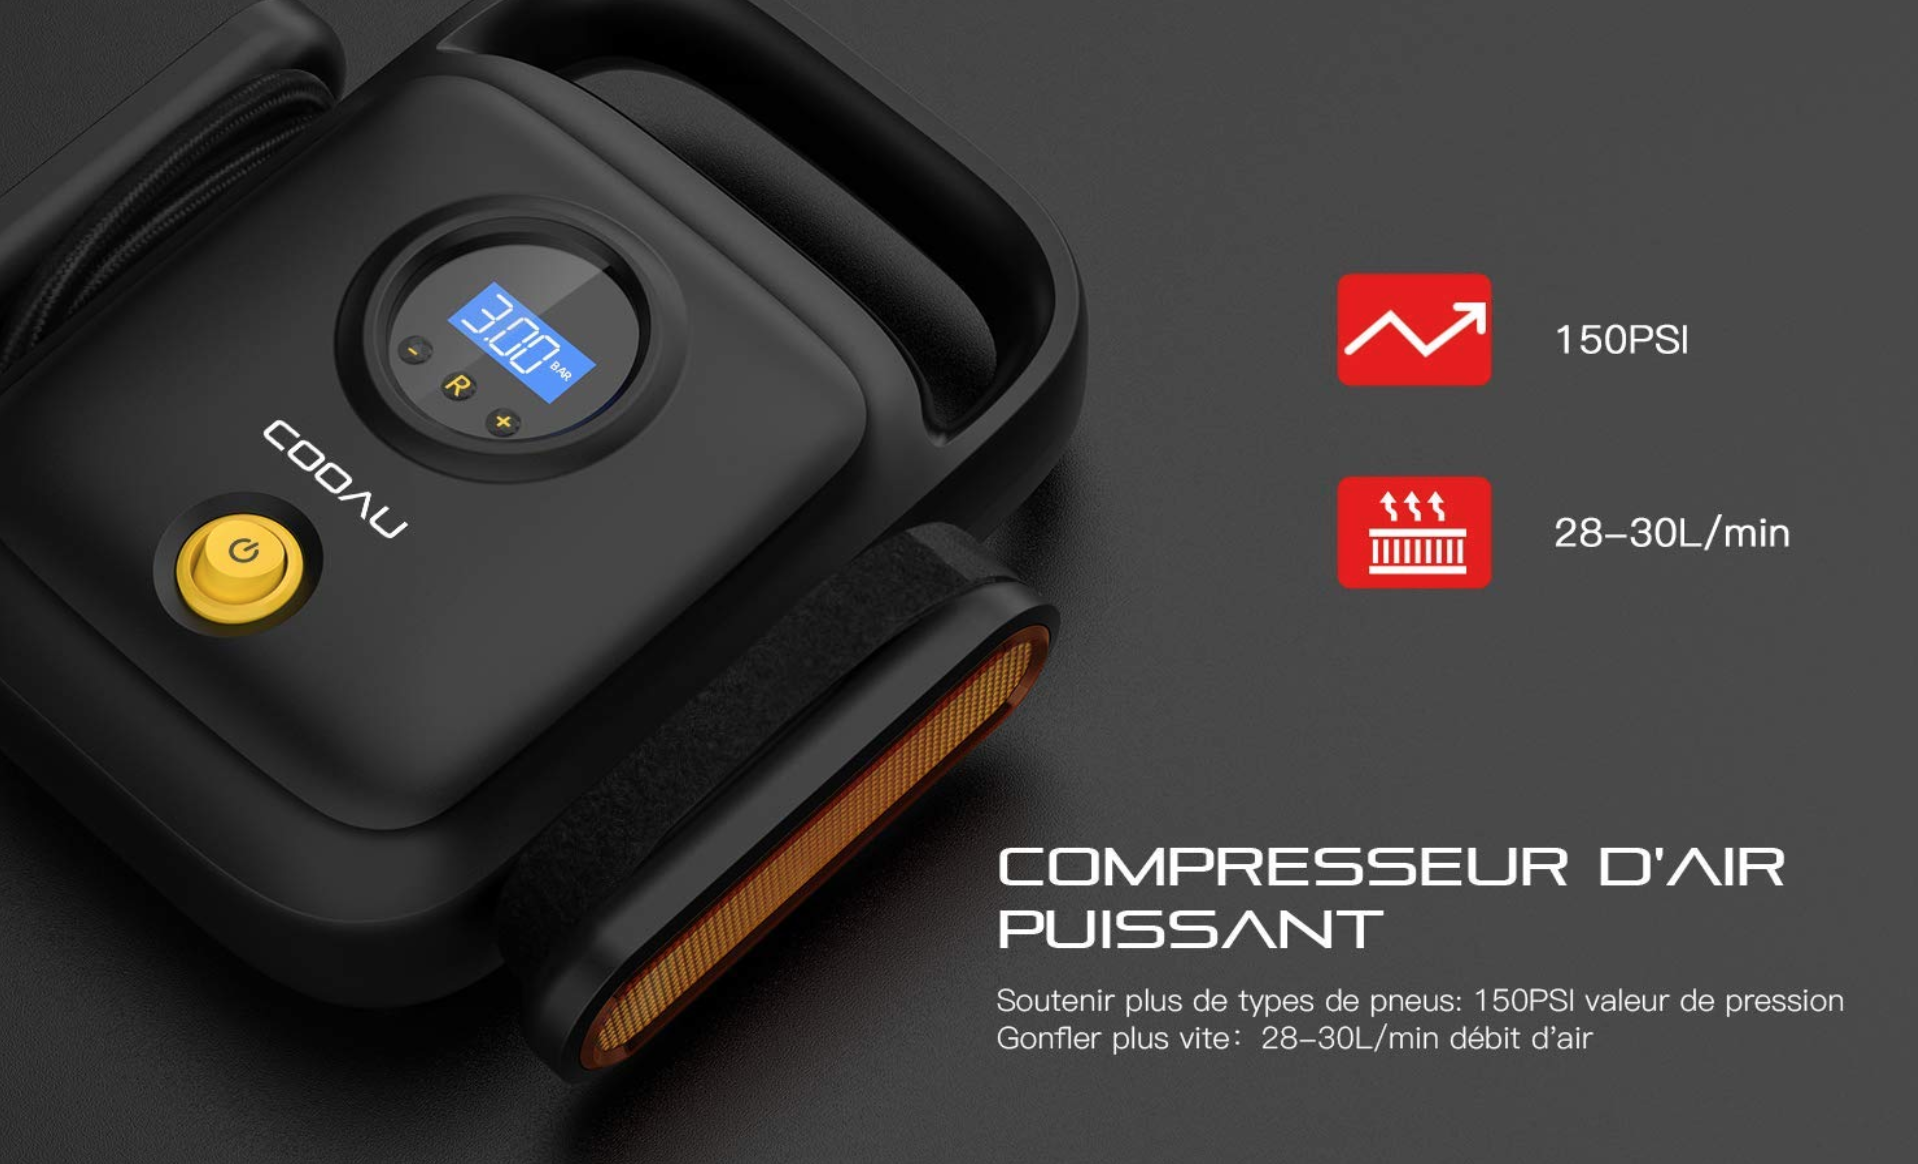 3.00 BAR
-
R
+
COOAU
150PSI
28–30L/min
COMPRESSEUR D'AIR
PUISSANT
Soutenir plus de types de pneus: 150PSI valeur de pression
Gonfler plus vite： 28–30L/min débit d’air